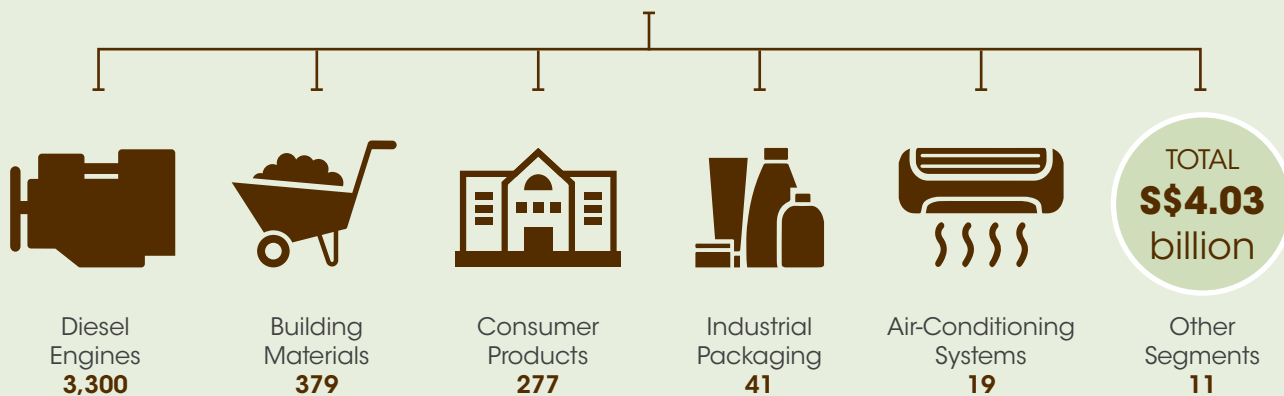 TOTAL
S$4.03
billion
Diesel
Engines
3,300
Building
Materials
379
Consumer
Products
277
Industrial
Packaging
41
Air-Conditioning
Systems
19
Other
Segments
11